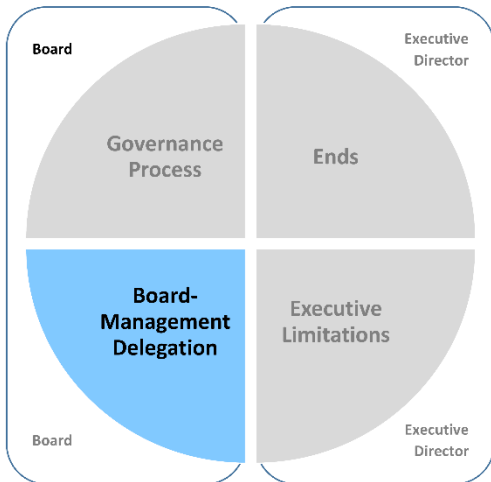 Board
Executive
Director
Governance
Process
Ends
Board-
Management
Delegation
Executive
Limitations
Board
Executive
Director